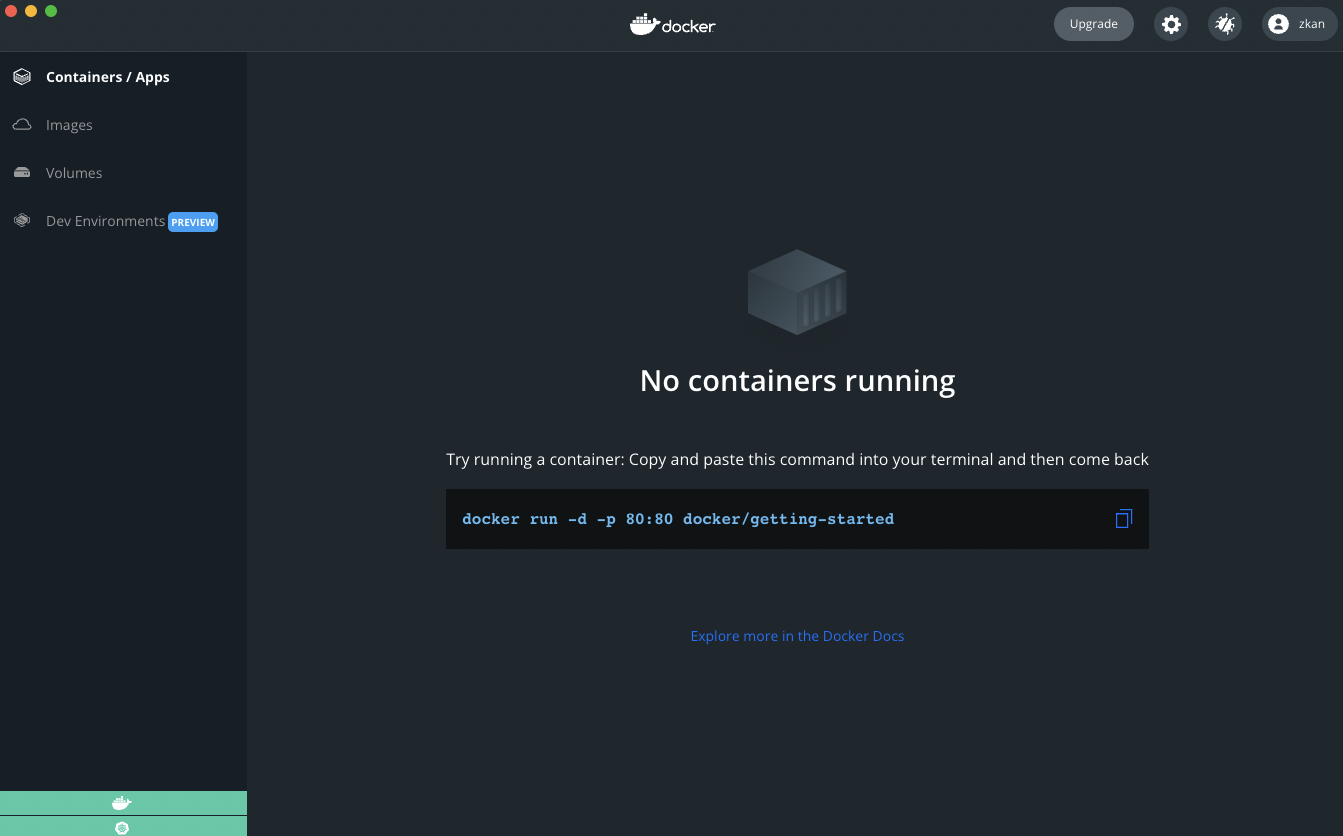 docker
Upgrade
zkan
Containers / Apps
Images
Volumes
Dev Environments PREVIEW
No containers running
Try running a container: Copy and paste this command into your terminal and then come back
docker run -d -p 80:80 docker/getting-started
Explore more in the Docker Docs